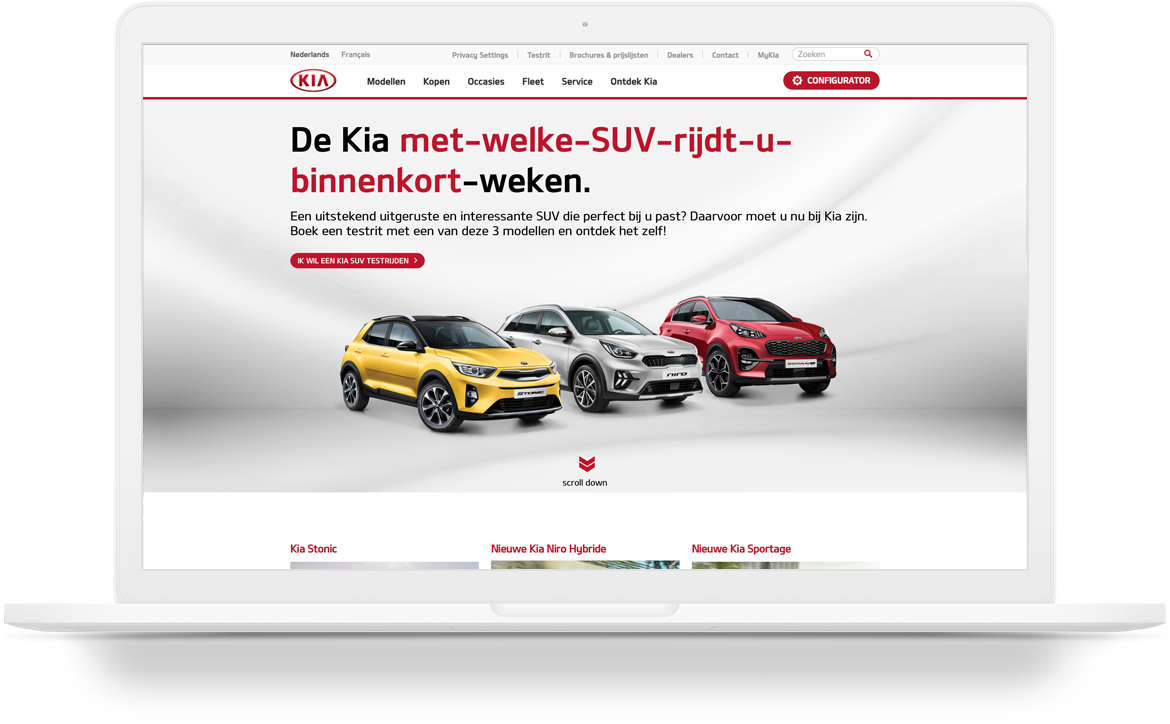 Nederlands Français Privacy Settings Testrit Brochures & prijslijsten Dealers Contact MyKia Zoeken
KIA Modellen Kopen Occasies Fleet Service Ontdek Kia CONFIGURATOR
De Kia met-welke-SUV-rijdt-u-
binnenkort-weken.
Een uitstekend uitgeruste en interessante SUV die perfect bij u past? Daarvoor moet u nu bij Kia zijn.
Boek een testrit met een van deze 3 modellen en ontdek het zelf!
IK WIL EEN KIA SUV TESTRIJDEN
STONIC
NIRO
scroll down
Kia Stonic Nieuwe Kia Niro Hybride Nieuwe Kia Sportage